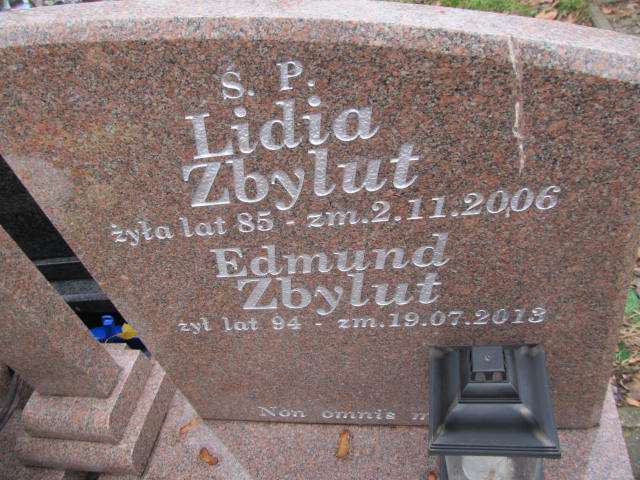 Ś. P.
Lidia
Zbylut
żyła lat 85 - zm.2.11.2006
Edmund
Zbylut
żył lat 94 - zm.19.07.2013
Non omnis